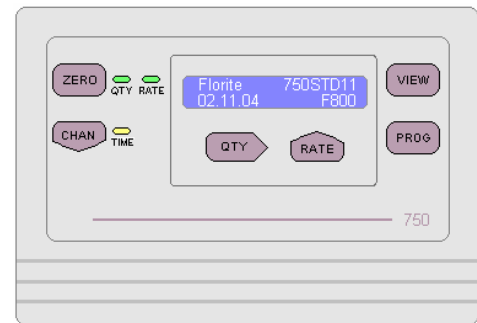 ZERO
QTY RATE
Florite 750STD11
02.11.04 F800
VIEW
CHAN
TIME
QTY
RATE
PROG
750